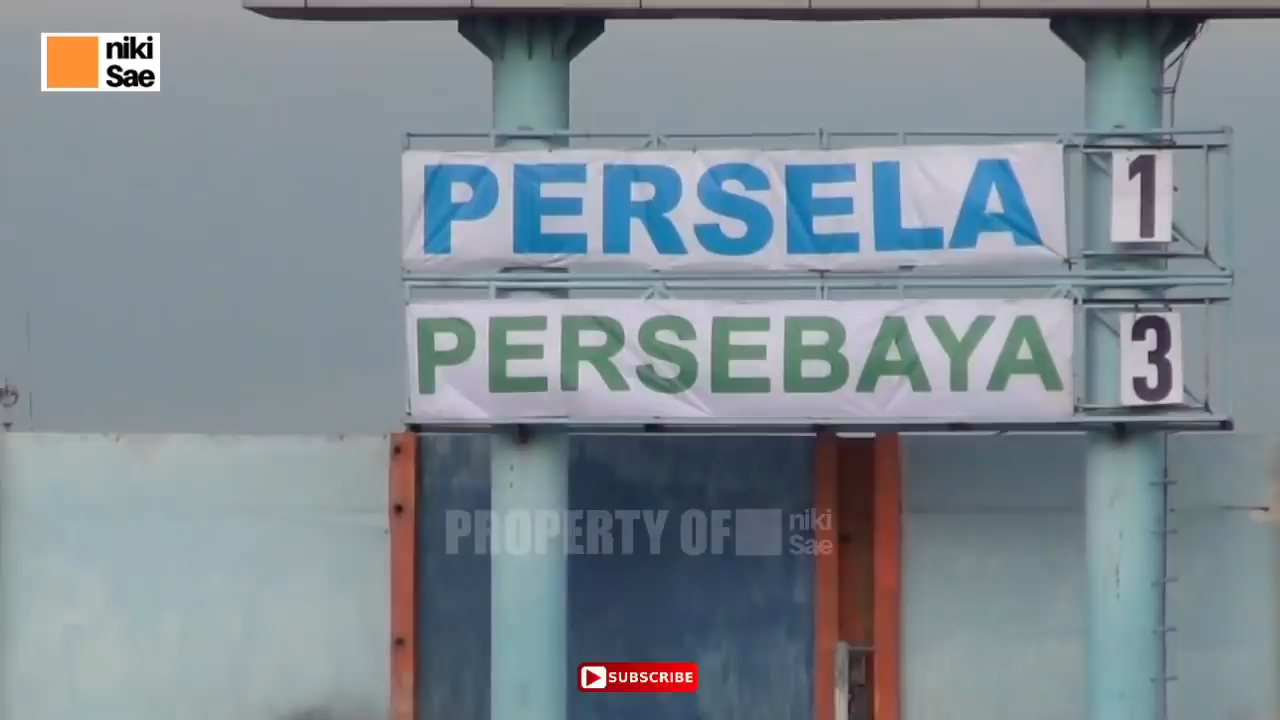 niki
Sae
PERSELA 1
PERSEBAYA 3
PROPERTY OF niki
Sae
SUBSCRIBE